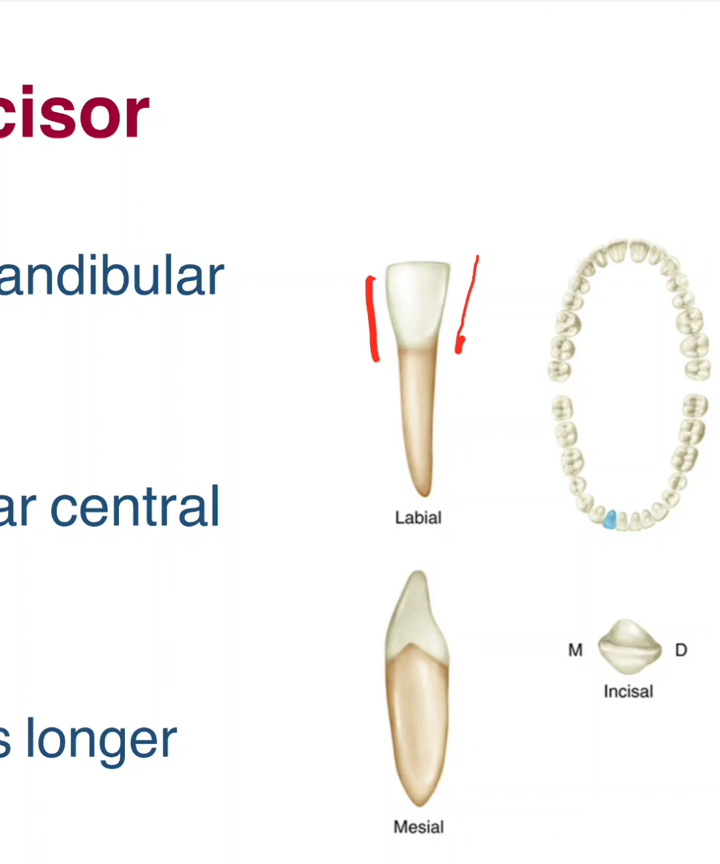 cisor
andibular
ar central
s longer
Labial
M
D
Incisal
Mesial